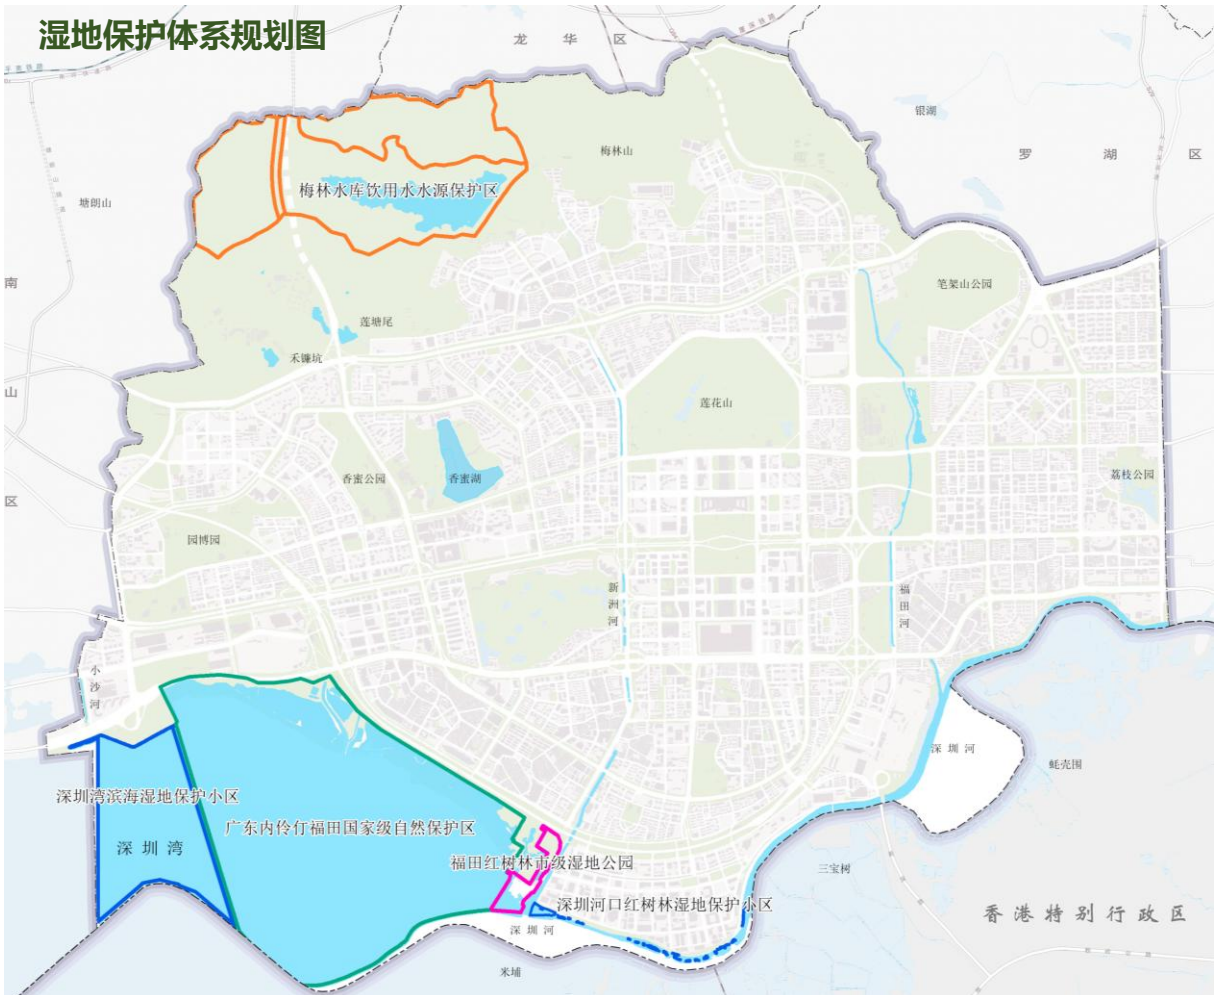 湿地保护体系规划图
龙华区
银湖
罗湖区
梅林山
梅林水库饮用水水源保护区
塘朗山
南山区
笔架山公园
莲塘尾
禾镰坑
莲花山
香蜜公园
香蜜湖
荔枝公园
园博园
新洲河
福田河
小沙河
深圳河
蚝壳围
深圳湾滨海湿地保护小区
广东内伶仃福田国家级自然保护区
深圳湾
福田红树林市级湿地公园
三宝树
深圳河口红树林湿地保护小区
香港特别行政区
深圳河
米埔